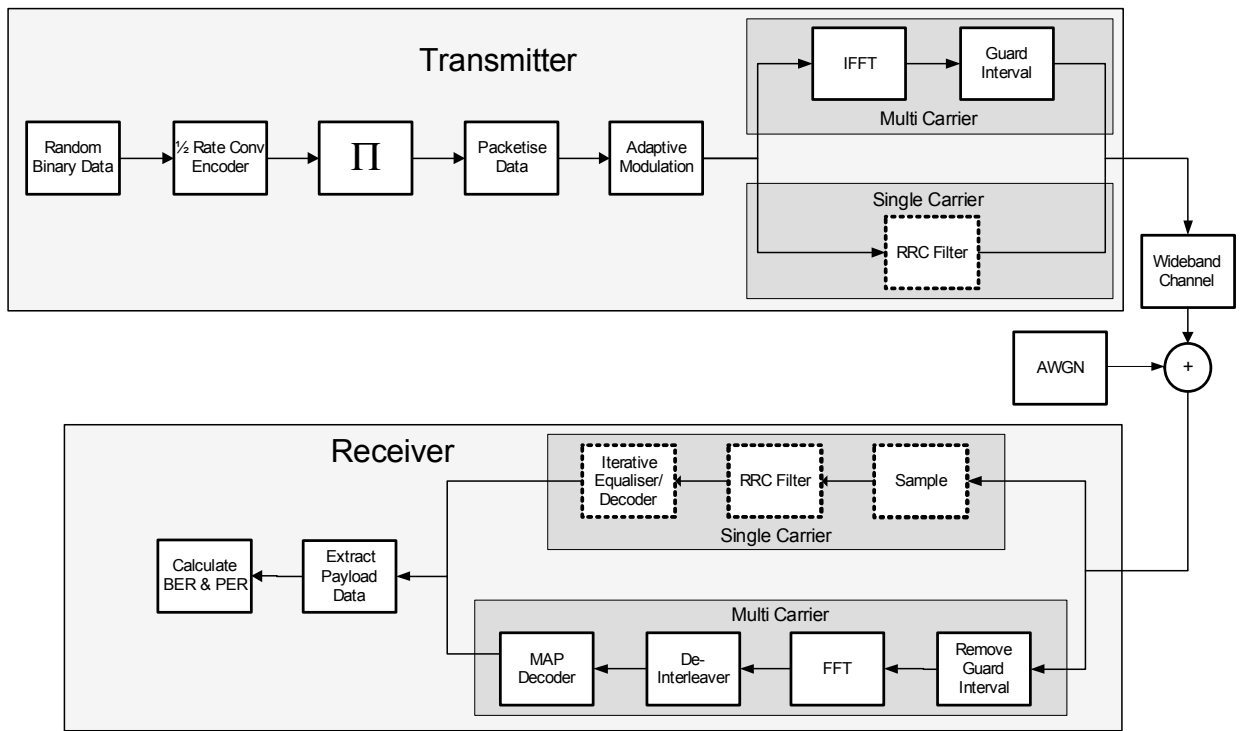 Transmitter
IFFT
Guard
Interval
Multi Carrier
Random
Binary Data
½ Rate Conv
Encoder
Π
Packetise
Data
Adaptive
Modulation
Single Carrier
RRC Filter
Wideband
Channel
AWGN
+
Receiver
Iterative
Equaliser/
Decoder
RRC Filter
Sample
Single Carrier
Calculate
BER & PER
Extract
Payload
Data
Multi Carrier
MAP
Decoder
De-
Interleaver
FFT
Remove
Guard
Interval